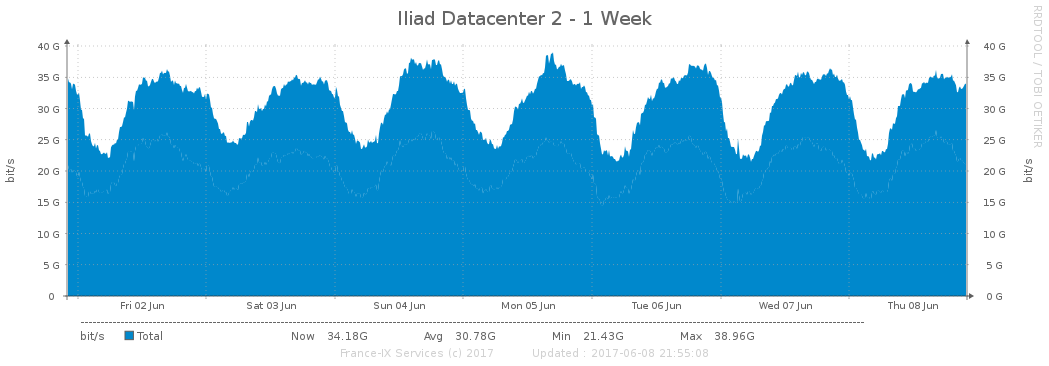 Iliad Datacenter 2 - 1 Week
RRDTOOL / TOBI OETIKER
40 G 40 G
35 G 35 G
30 G 30 G
25 G 25 G
20 G 20 G
15 G 15 G
10 G 10 G
5 G 5 G
0 0 G
bit/s bit/s
Fri 02 Jun Sat 03 Jun Sun 04 Jun Mon 05 Jun Tue 06 Jun Wed 07 Jun Thu 08 Jun
bit/s Total Now 34.18G Avg 30.78G Min 21.43G Max 38.96G
France-IX Services (c) 2017 Updated : 2017-06-08 21:55:08